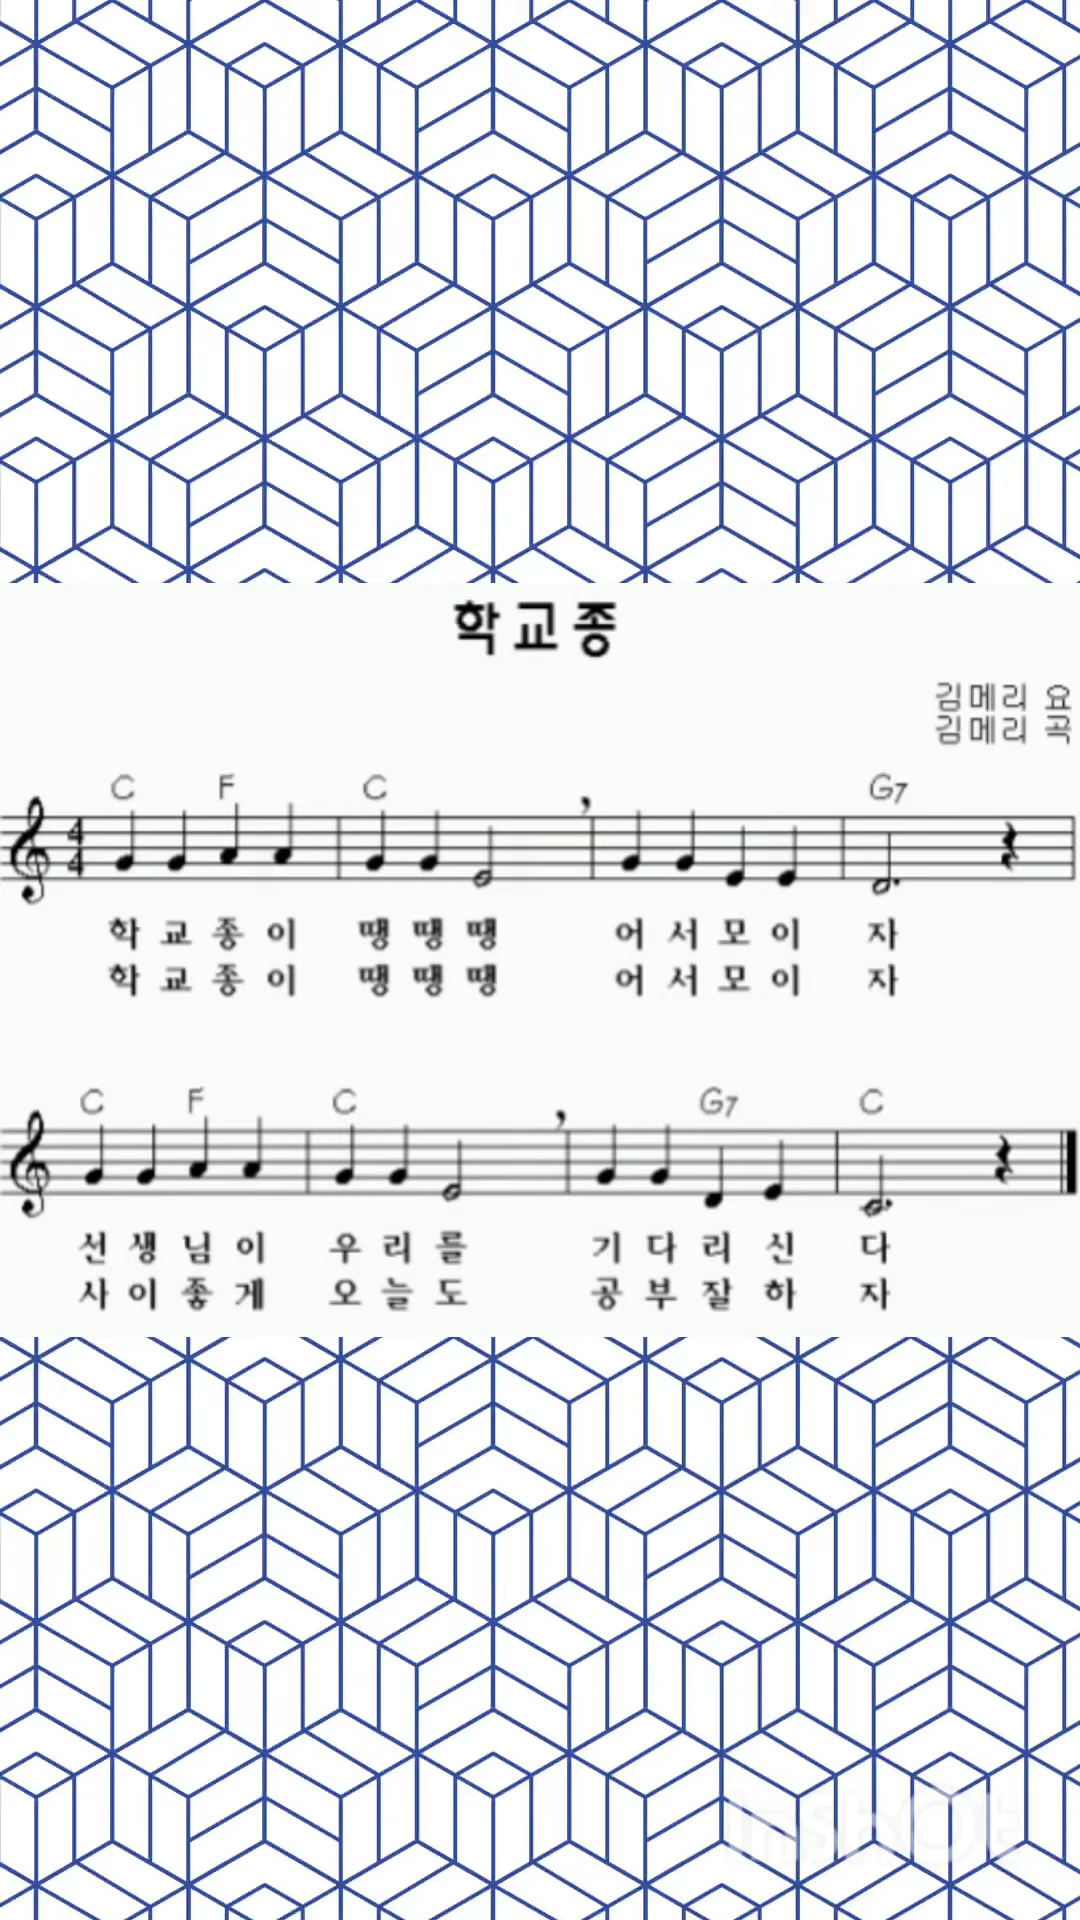 학교종
김메리 요
김메리 곡
C F C G7
4
4
학 교 종 이 땡 땡 땡 어 서 모 이 자
학 교 종 이 땡 땡 땡 어 서 모 이 자
C F C G7 C
선 생 님 이 우 리 를 기 다 리 신 다
사 이 좋 게 오 늘 도 공 부 잘 하 자
InshOt